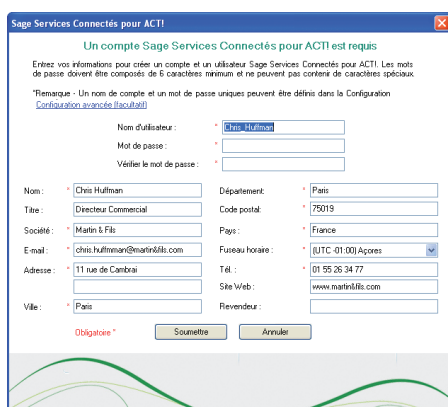 Sage Services Connectés pour ACT!
Un compte Sage Services Connectés pour ACT! est requis
Entrez vos informations pour créer un compte et un utilisateur Sage Services Connectés pour ACT!. Les mots
de passe doivent être composés de 6 caractères minimum et ne peuvent pas contenir de caractères spéciaux.
*Remarque - Un nom de compte et un mot de passe uniques peuvent être définis dans la Configuration
Configuration avancée (facultatif)
Nom d'utilisateur : * Chris_Huffman
Mot de passe : *
Vérifier le mot de passe : *
Nom : * Chris Huffman Département: * Paris
Titre : * Directeur Commercial Code postal: * 75019
Société : * Martin & Fils Pays : * France
E-mail : * chris.huffmman@martin&fils.com Fuseau horaire : * (UTC -01:00) Açores
Adresse : * 11 rue de Cambrai Tél. : * 01 55 26 34 77
Site Web : www.martin&fils.com
Ville : * Paris Revendeur :
Obligatoire * Soumettre Annuler